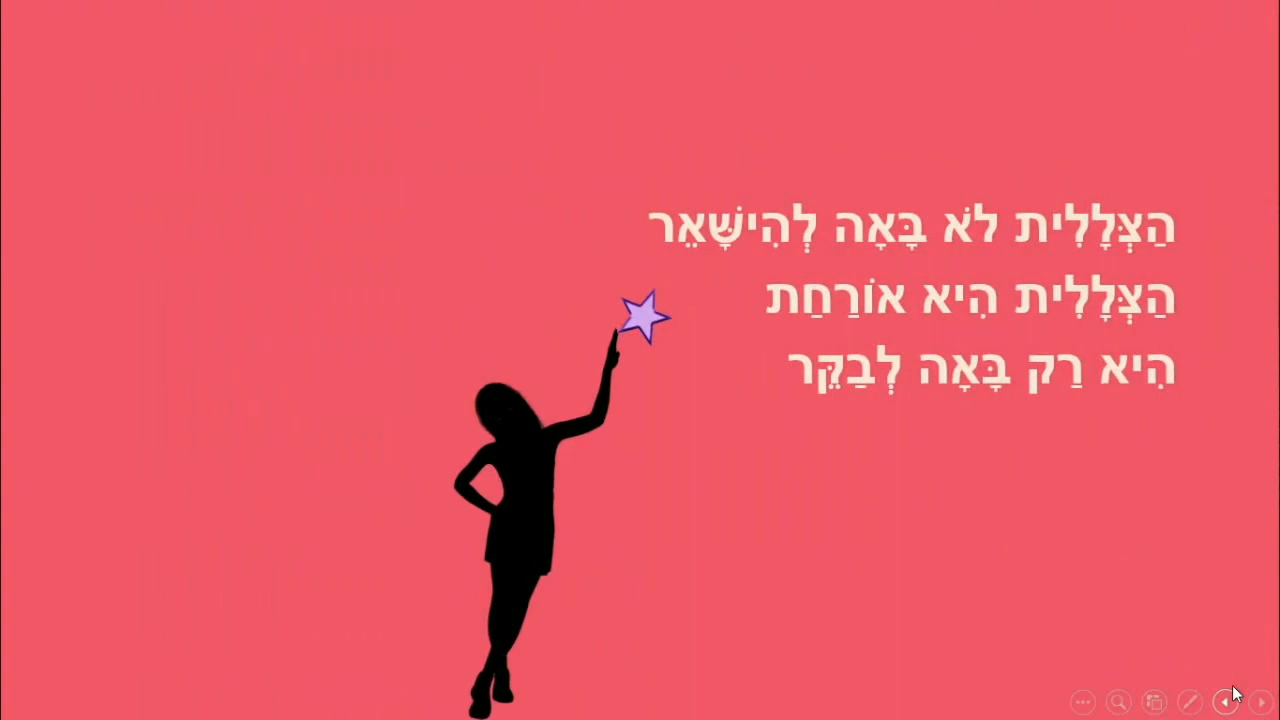 הַצְּלָלִית לֹא בָּאָה לְהִישָּׁאֵר
הַצְּלָלִית הִיא אוֹרַחַת
הִיא רַק בָּאָה לְבַקֵּר